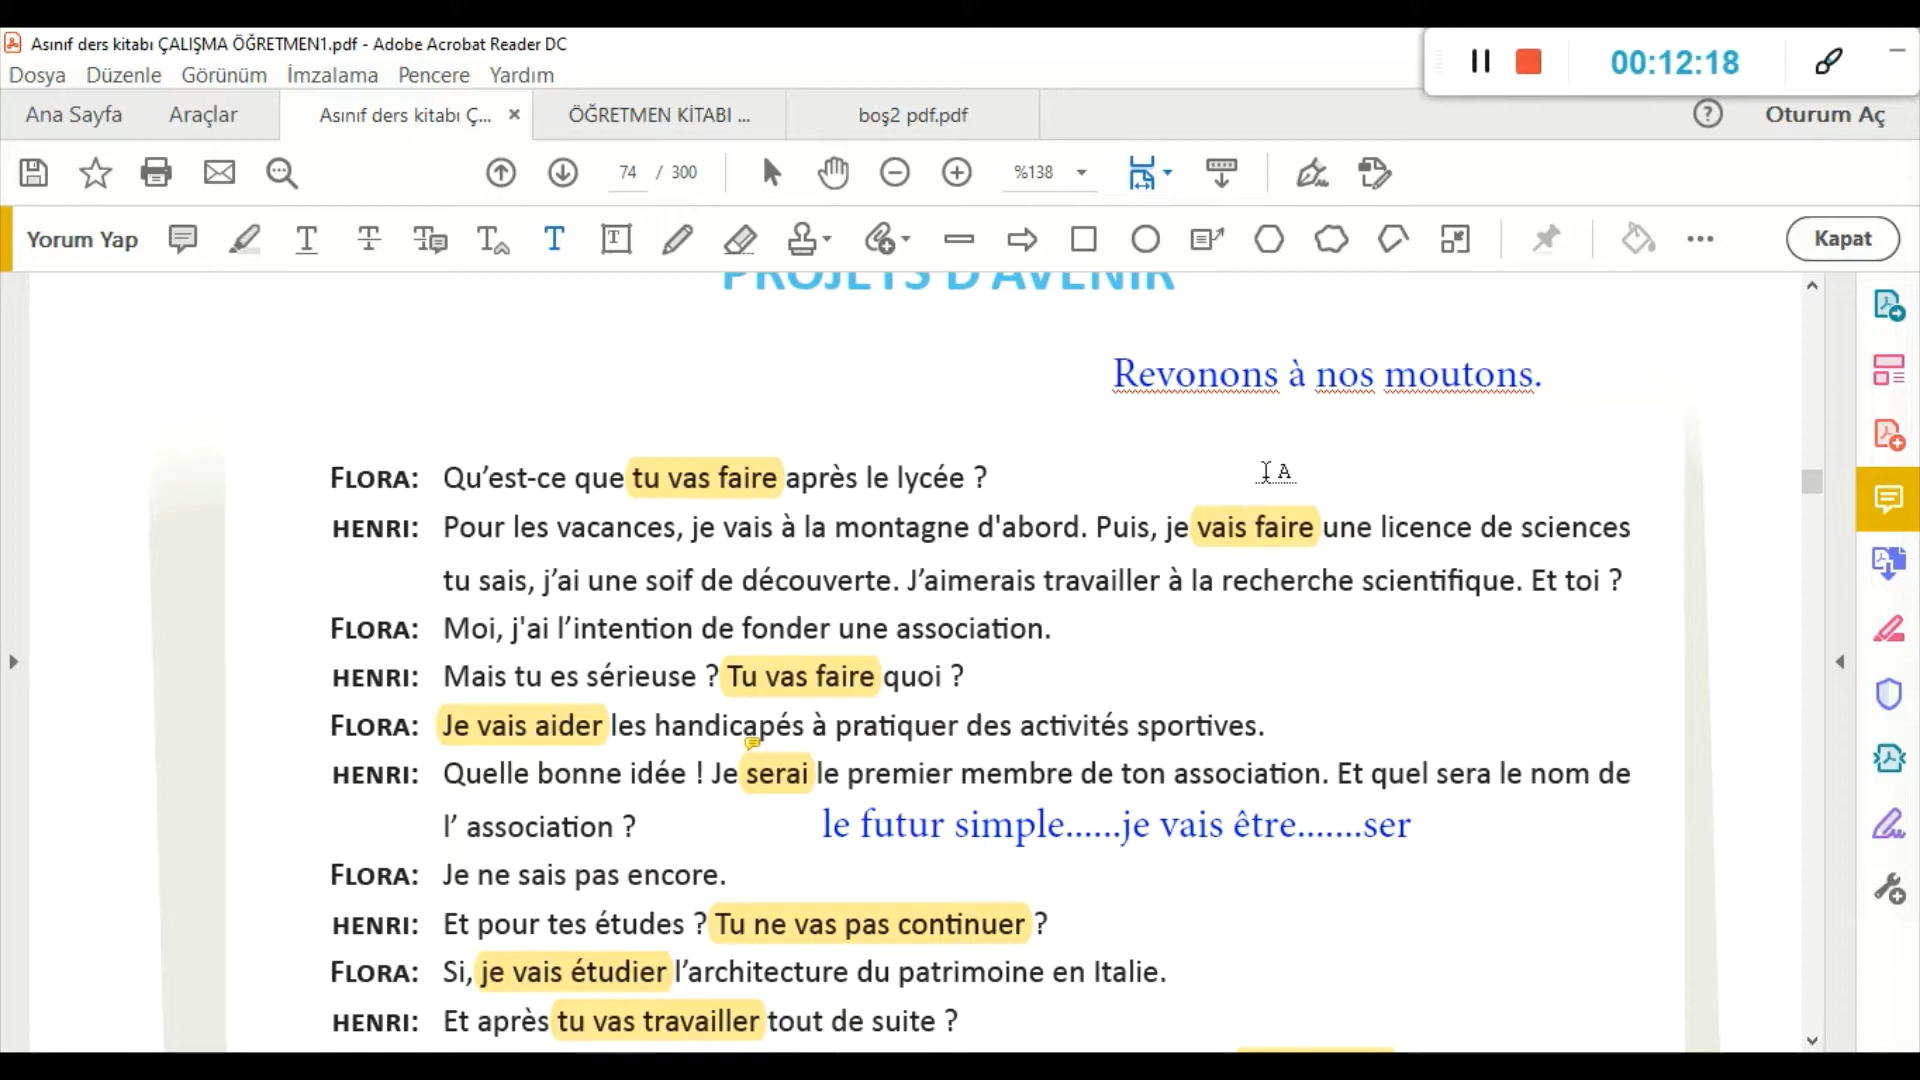 Asınıf ders kitabı ÇALIŞMA ÖĞRETMEN1.pdf - Adobe Acrobat Reader DC
00:12:18
Dosya Düzenle Görünüm İmzalama Pencere Yardım
Ana Sayfa Araçlar Asınıf ders kitabı Ç... × ÖĞRETMEN KİTABI ... boş2 pdf.pdf ? Oturum Aç
74 / 300 %138
Yorum Yap Kapat
PROJETS D'AVENIR
Revonons à nos moutons.
FLORA: Qu’est-ce que tu vas faire après le lycée ?
HENRI: Pour les vacances, je vais à la montagne d'abord. Puis, je vais faire une licence de sciences
tu sais, j’ai une soif de découverte. J’aimerais travailler à la recherche scientifique. Et toi ?
FLORA: Moi, j'ai l’intention de fonder une association.
HENRI: Mais tu es sérieuse ? Tu vas faire quoi ?
FLORA: Je vais aider les handicapés à pratiquer des activités sportives.
HENRI: Quelle bonne idée ! Je serai le premier membre de ton association. Et quel sera le nom de
l’ association ? le futur simple......je vais être.......ser
FLORA: Je ne sais pas encore.
HENRI: Et pour tes études ? Tu ne vas pas continuer ?
FLORA: Si, je vais étudier l’architecture du patrimoine en Italie.
HENRI: Et après tu vas travailler tout de suite ?